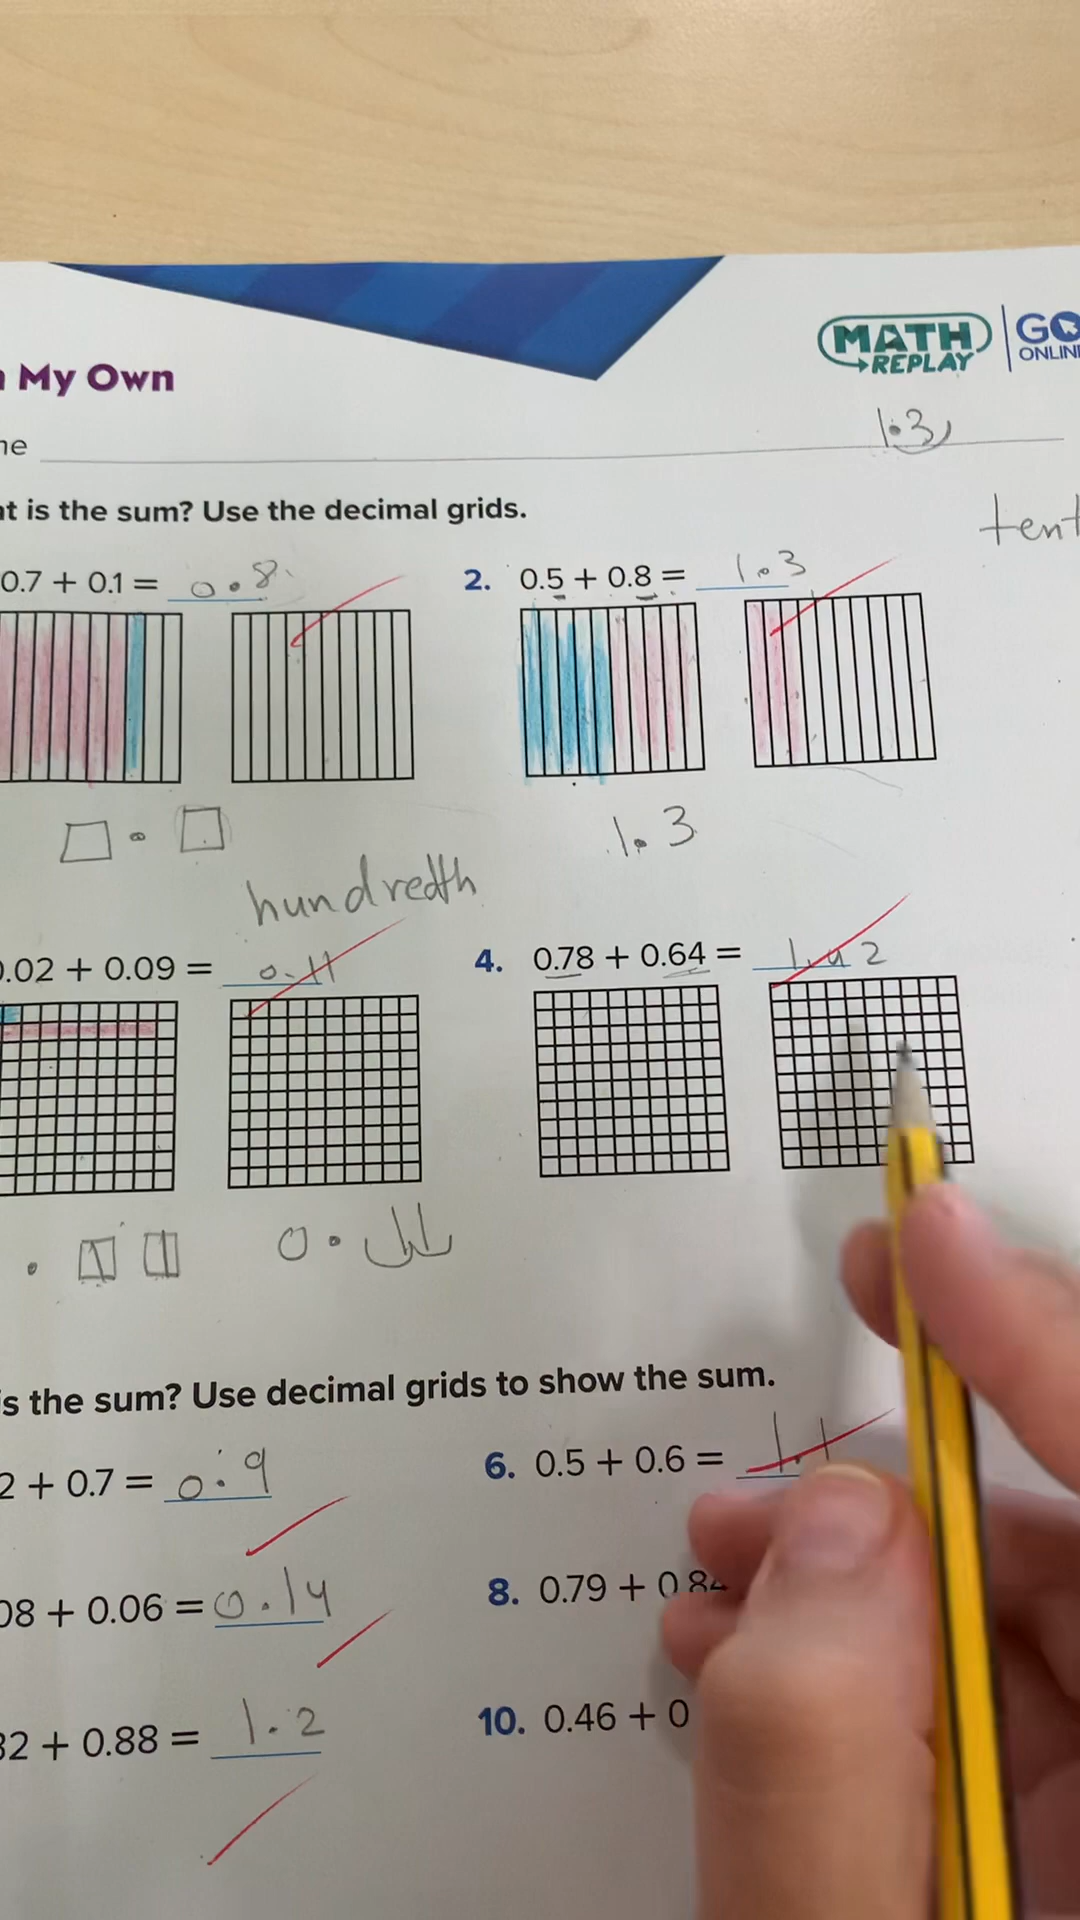 MATH GO
REPLAY ONLINE
My Own
1.3
at is the sum? Use the decimal grids.
tent
0.7 + 0.1 = 0.8
2. 0.5 + 0.8 = 1.3
1.3
hundredth
0.02 + 0.09 = 0.11
4. 0.78 + 0.64 = 1.42
is the sum? Use decimal grids to show the sum.
2 + 0.7 = 0.9
6. 0.5 + 0.6 = 1.1
08 + 0.06 = 0.14
8. 0.79 + 0.84
32 + 0.88 = 1.2
10. 0.46 + 0